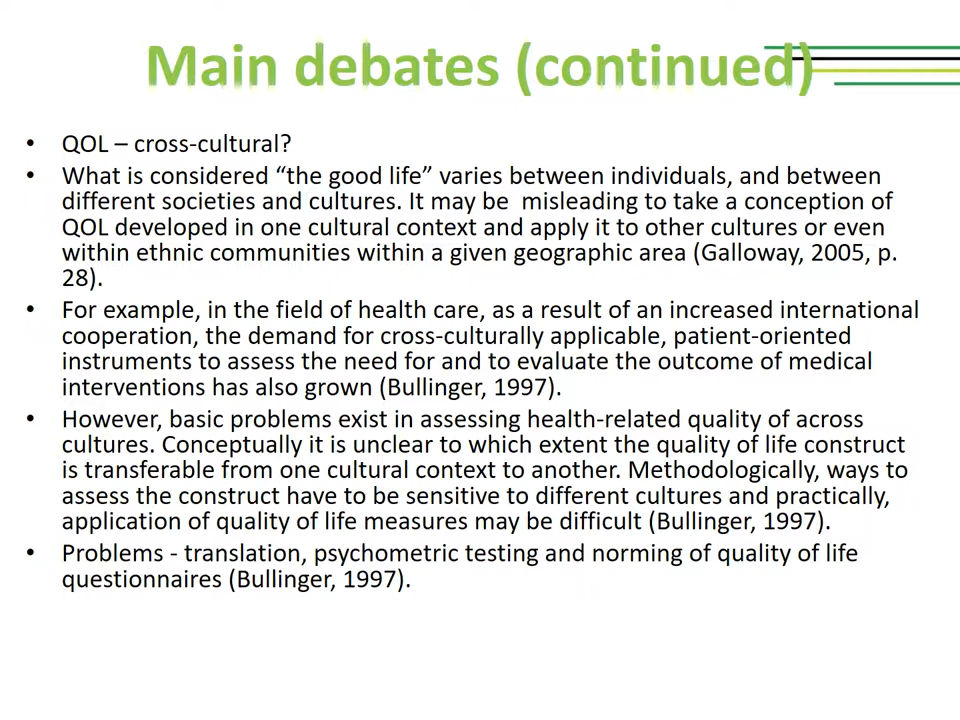 Main debates (continued)
• QOL – cross-cultural?
• What is considered “the good life” varies between individuals, and between
different societies and cultures. It may be  misleading to take a conception of
QOL developed in one cultural context and apply it to other cultures or even
within ethnic communities within a given geographic area (Galloway, 2005, p.
28).
• For example, in the field of health care, as a result of an increased international
cooperation, the demand for cross-culturally applicable, patient-oriented
instruments to assess the need for and to evaluate the outcome of medical
interventions has also grown (Bullinger, 1997).
• However, basic problems exist in assessing health-related quality of across
cultures. Conceptually it is unclear to which extent the quality of life construct
is transferable from one cultural context to another. Methodologically, ways to
assess the construct have to be sensitive to different cultures and practically,
application of quality of life measures may be difficult (Bullinger, 1997).
• Problems - translation, psychometric testing and norming of quality of life
questionnaires (Bullinger, 1997).